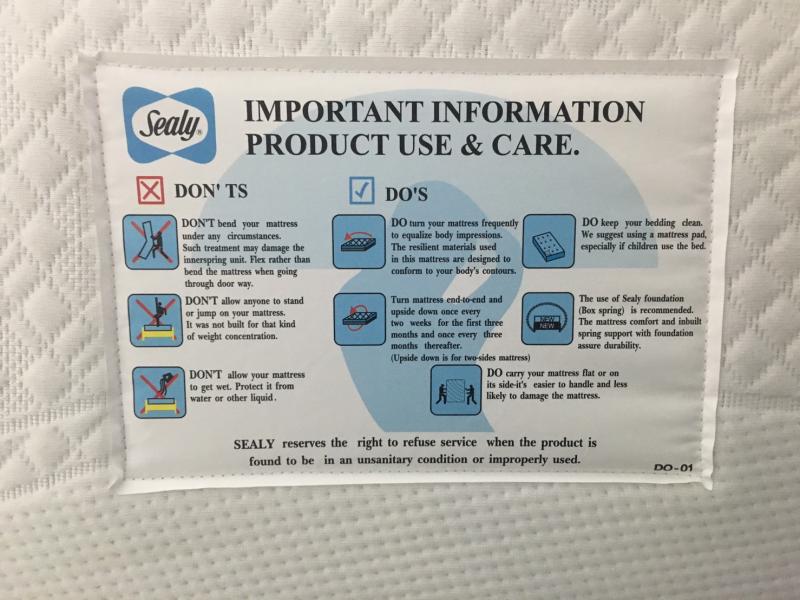 Sealy®
IMPORTANT INFORMATION
PRODUCT USE & CARE.
DON' TS
DON'T bend your mattress
under any circumstances.
Such treatment may damage the
innerspring unit. Flex rather than
bend the mattress when going
through door way.
DON'T allow anyone to stand
or jump on your mattress.
It was not built for that kind
of weight concentration.
DON'T allow your mattress
to get wet. Protect it from
water or other liquid.
DO'S
DO turn your mattress frequently
to equalize body impressions.
The resilient materials used
in this mattress are designed to
conform to your body's contours.
Turn mattress end-to-end and
upside down once every
two weeks for the first three
months and once every three
months thereafter.
(Upside down is for two-sides mattress)
DO keep your bedding clean.
We suggest using a mattress pad,
especially if children use the bed.
NEW
NEW
The use of Sealy foundation
(Box spring) is recommended.
The mattress comfort and inbuilt
spring support with foundation
assure durability.
DO carry your mattress flat or on
its side-it's easier to handle and less
likely to damage the mattress.
SEALY reserves the right to refuse service when the product is
found to be in an unsanitary condition or improperly used.
DO-01